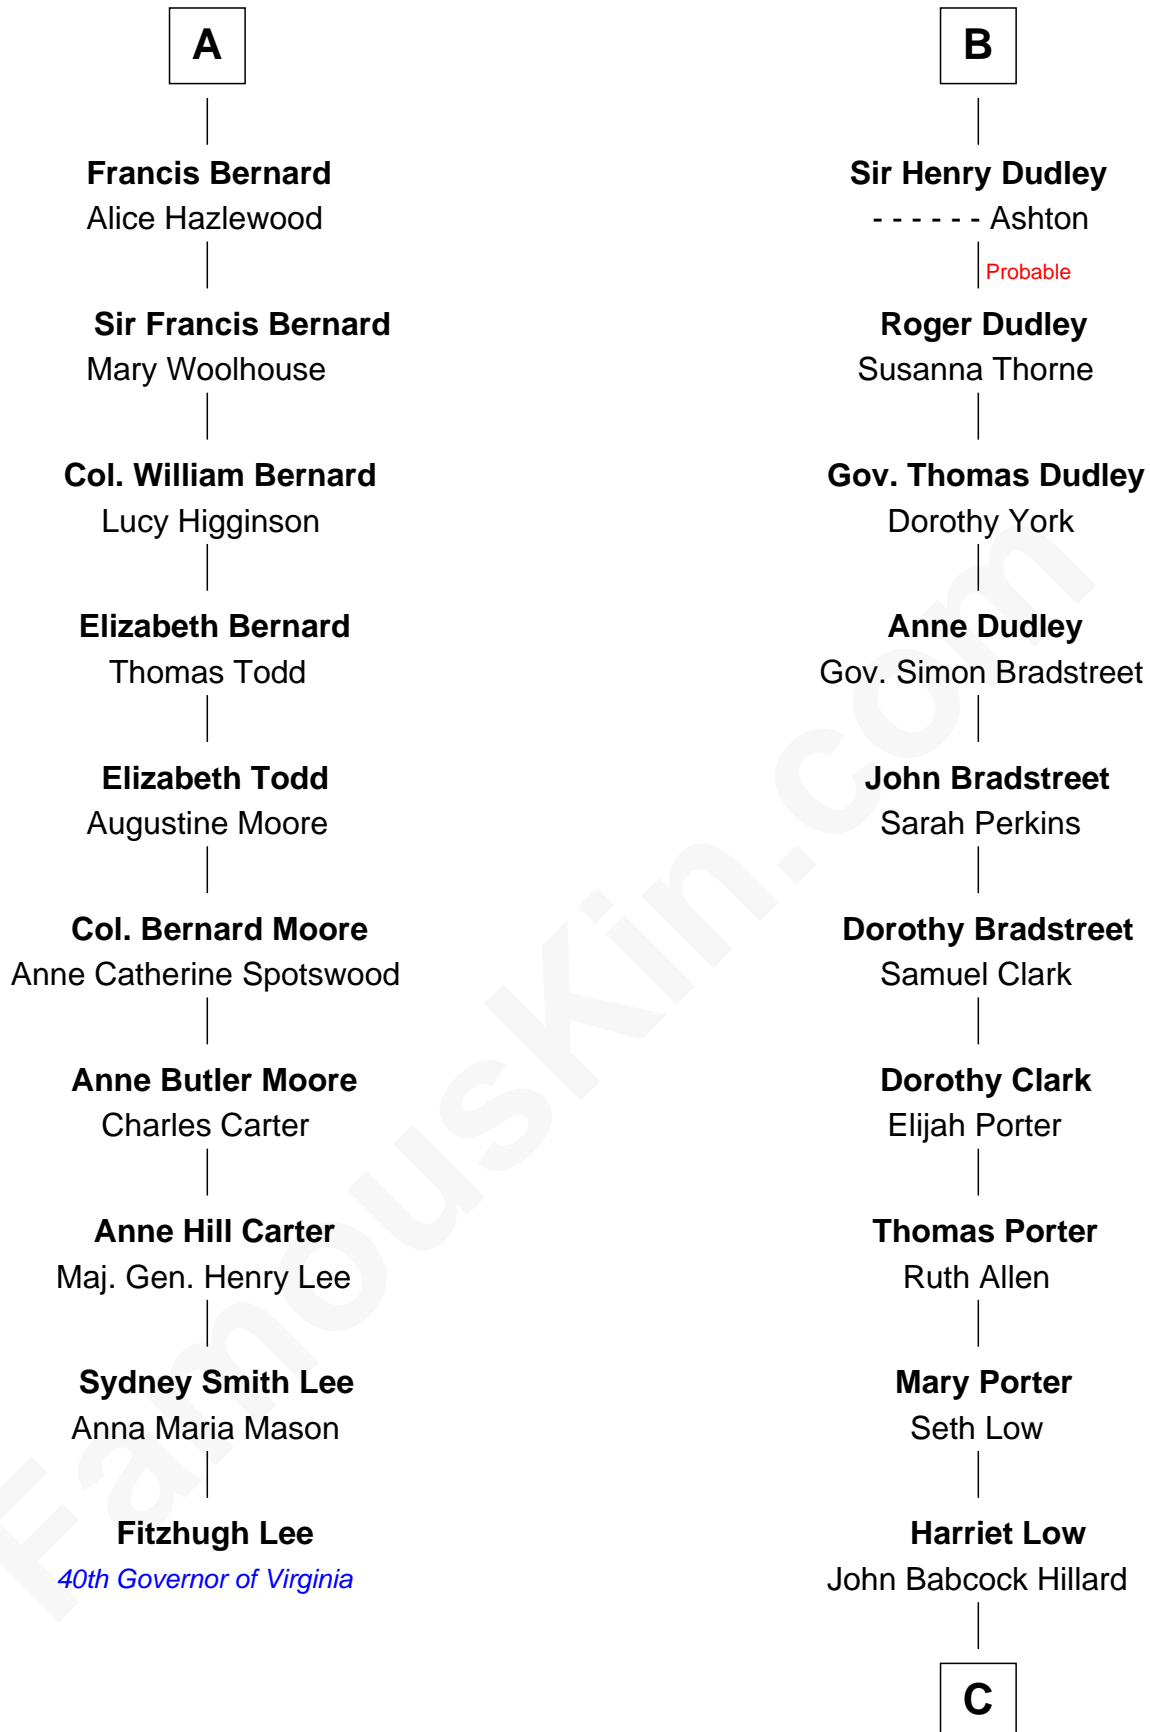 A
Francis Bernard
Alice Hazlewood
Sir Francis Bernard
Mary Woolhouse
Col. William Bernard
Lucy Higginson
Elizabeth Bernard
Thomas Todd
Elizabeth Todd
Augustine Moore
Col. Bernard Moore
Anne Catherine Spotswood
Anne Butler Moore
Charles Carter
Anne Hill Carter
Maj. Gen. Henry Lee
Sydney Smith Lee
Anna Maria Mason
Fitzhugh Lee
40th Governor of Virginia
B
Sir Henry Dudley
- - - - - - Ashton
Probable
Roger Dudley
Susanna Thorne
Gov. Thomas Dudley
Dorothy York
Anne Dudley
Gov. Simon Bradstreet
John Bradstreet
Sarah Perkins
Dorothy Bradstreet
Samuel Clark
Dorothy Clark
Elijah Porter
Thomas Porter
Ruth Allen
Mary Porter
Seth Low
Harriet Low
John Babcock Hillard
C
FamousKin.com